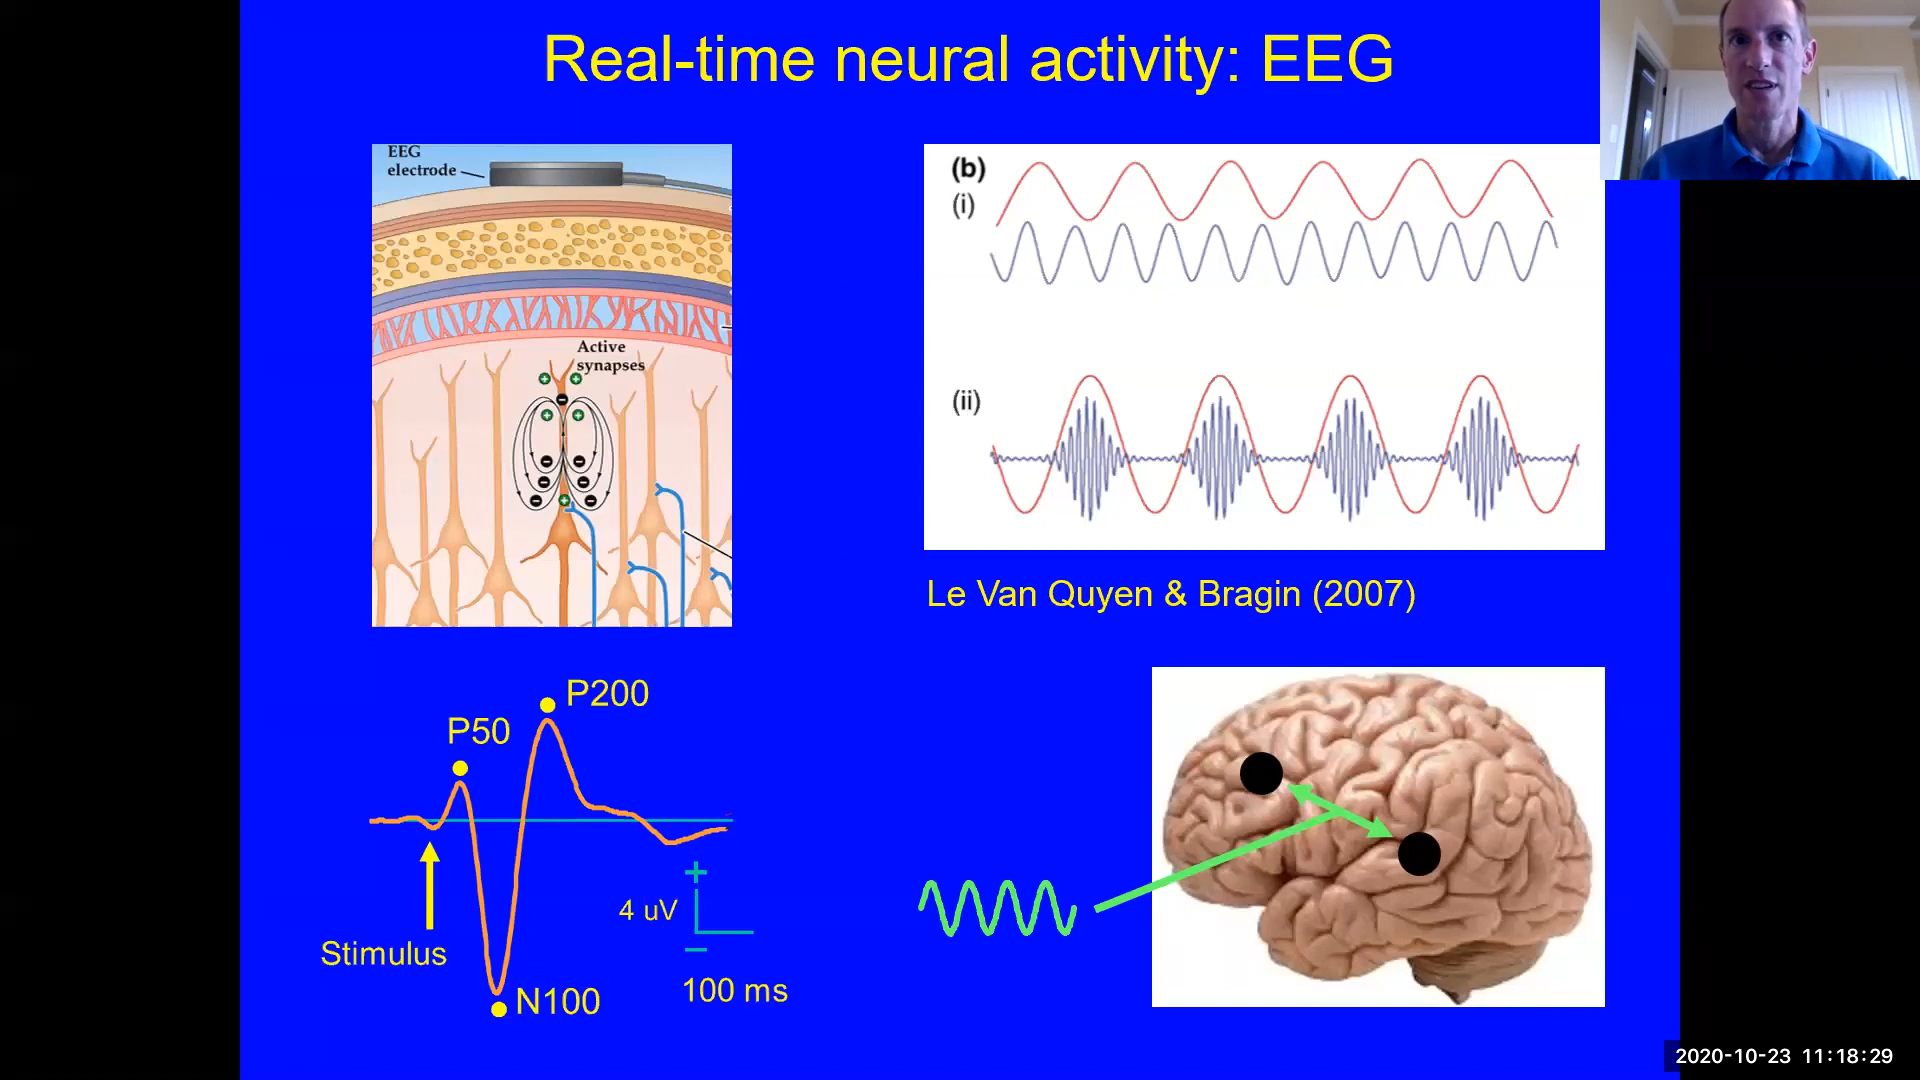 Real-time neural activity: EEG
EEG
electrode
Active
synapses
(b)
(i)
(ii)
Le Van Quyen & Bragin (2007)
P200
P50
Stimulus
N100
+
4 uV
−
100 ms
2020-10-23 11:18:29